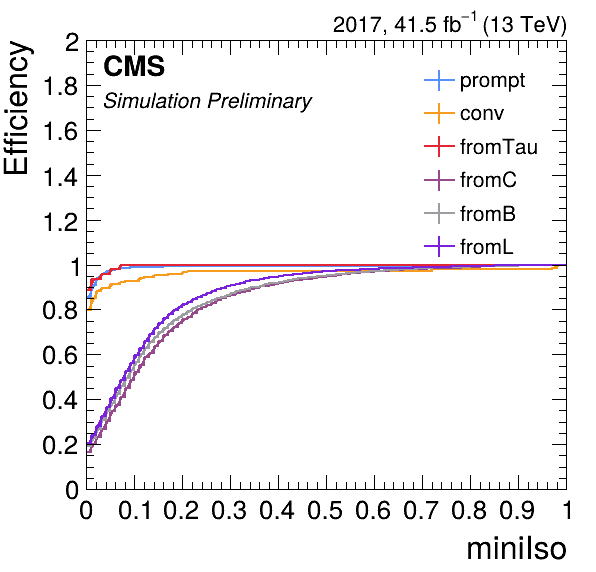 2017, 41.5 fb⁻¹ (13 TeV)
CMS
Simulation Preliminary
Efficiency
2
1.8
1.6
1.4
1.2
1
0.8
0.6
0.4
0.2
0
prompt
conv
fromTau
fromC
fromB
fromL
0 0.1 0.2 0.3 0.4 0.5 0.6 0.7 0.8 0.9 1
miniIso